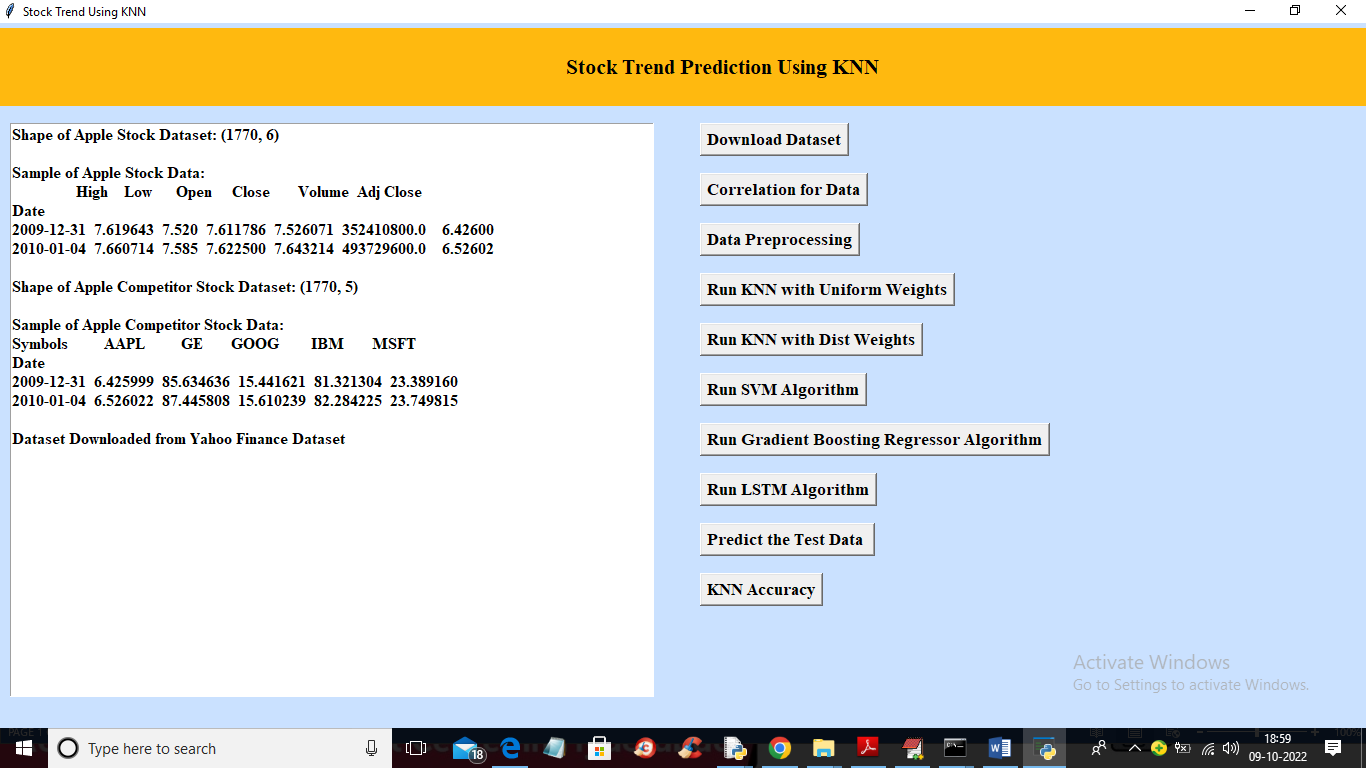 Stock Trend Using KNN
Stock Trend Prediction Using KNN
Shape of Apple Stock Dataset: (1770, 6)
Sample of Apple Stock Data:
High Low Open Close Volume Adj Close
Date
2009-12-31 7.619643 7.520 7.611786 7.526071 352410800.0 6.42600
2010-01-04 7.660714 7.585 7.622500 7.643214 493729600.0 6.52602
Shape of Apple Competitor Stock Dataset: (1770, 5)
Sample of Apple Competitor Stock Data:
Symbols AAPL GE GOOG IBM MSFT
Date
2009-12-31 6.425999 85.634636 15.441621 81.321304 23.389160
2010-01-04 6.526022 87.445808 15.610239 82.284225 23.749815
Dataset Downloaded from Yahoo Finance Dataset
Download Dataset
Correlation for Data
Data Preprocessing
Run KNN with Uniform Weights
Run KNN with Dist Weights
Run SVM Algorithm
Run Gradient Boosting Regressor Algorithm
Run LSTM Algorithm
Predict the Test Data
KNN Accuracy
Activate Windows
Go to Settings to activate Windows.
PAGE 1
100%
Type here to search
18
18:59
09-10-2022